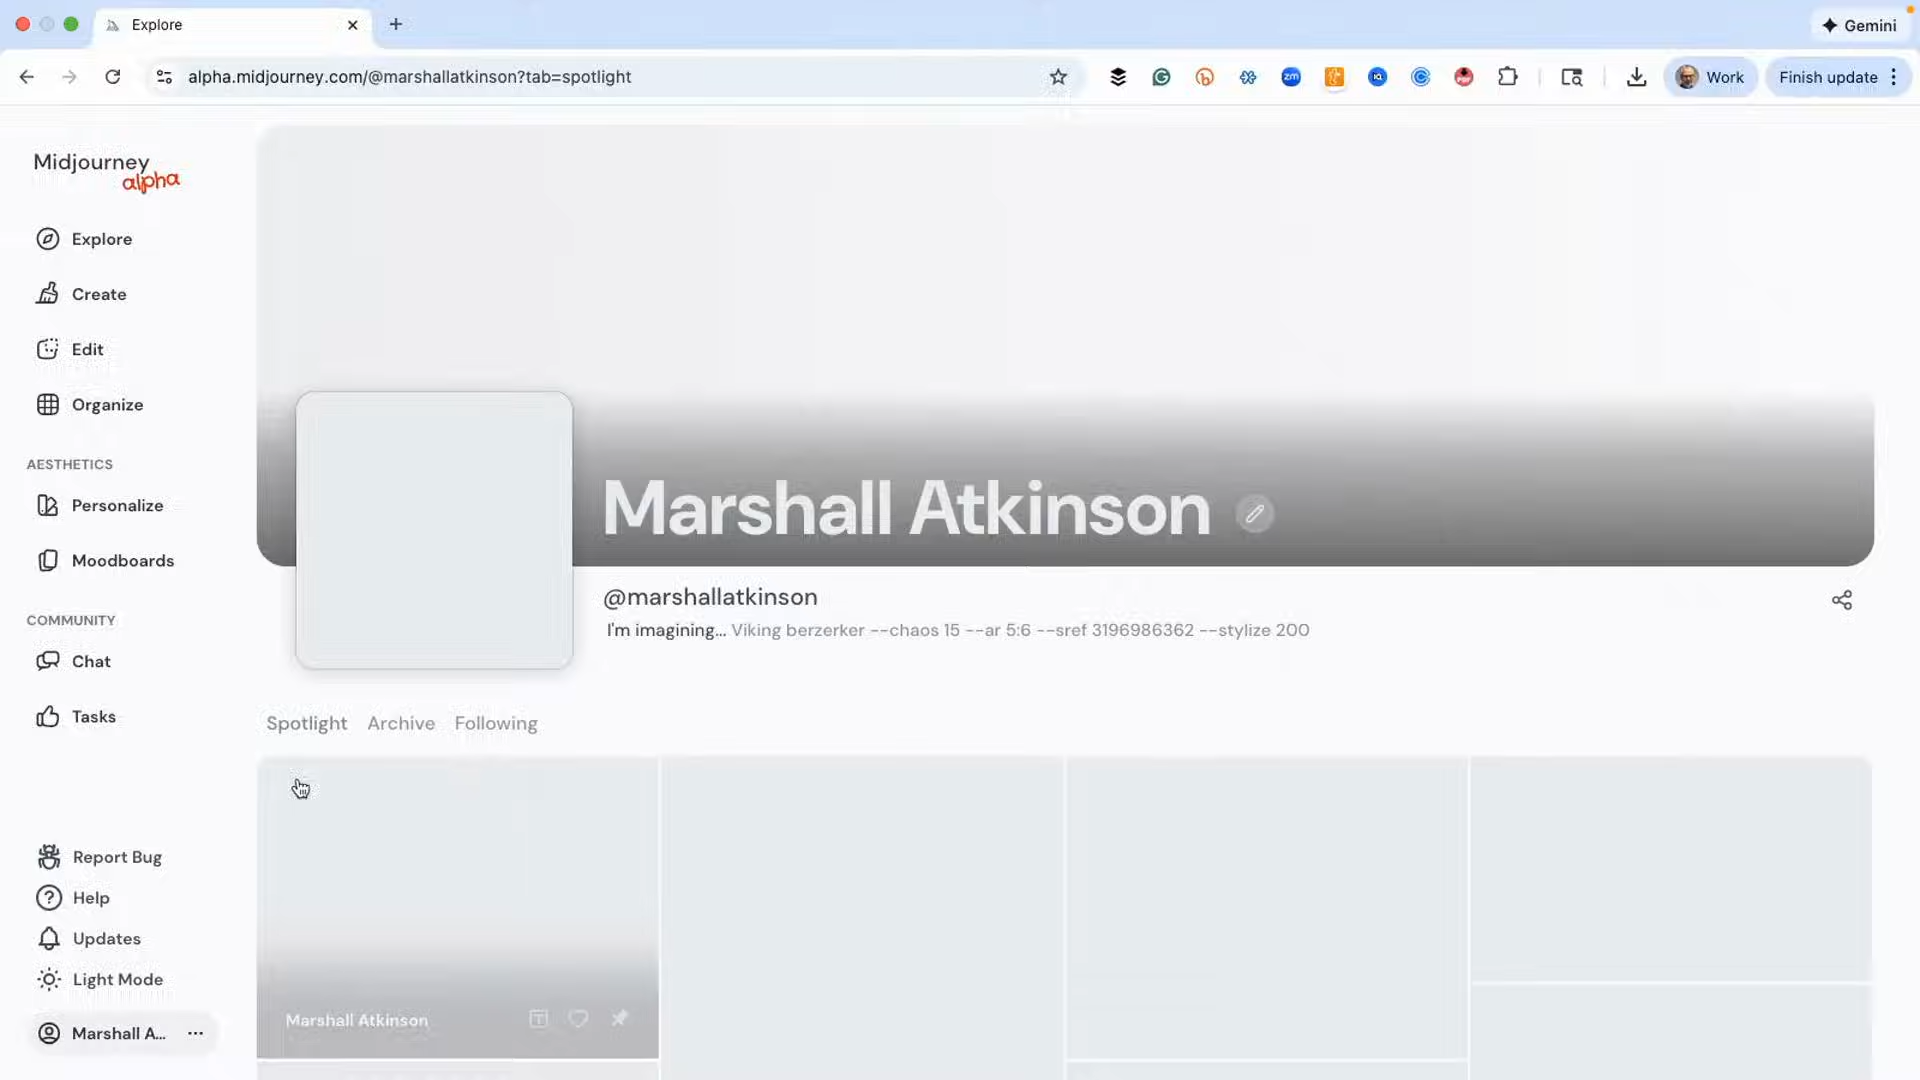 Explore
Gemini
alpha.midjourney.com/@marshallatkinson?tab=spotlight
zm
Work
Finish update
Midjourney
alpha
Explore
Create
Edit
Organize
AESTHETICS
Personalize
Moodboards
COMMUNITY
Chat
Tasks
Report Bug
Help
Updates
Light Mode
Marshall A...
Marshall Atkinson
@marshallatkinson
I'm imagining... Viking berzerker --chaos 15 --ar 5:6 --sref 3196986362 --stylize 200
Spotlight Archive Following
Marshall Atkinson